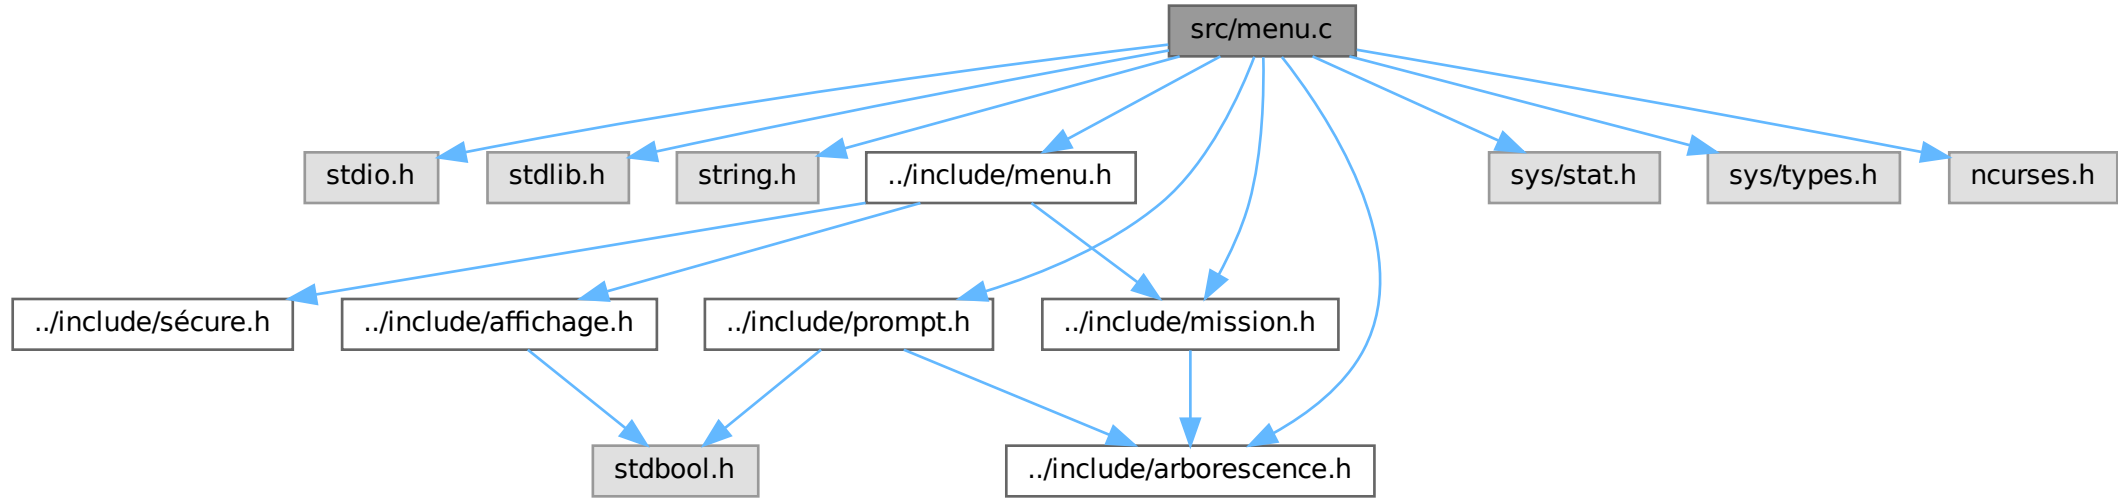 src/menu.c
stdio.h
stdlib.h
string.h
../include/menu.h
sys/stat.h
sys/types.h
ncurses.h
../include/sécure.h
../include/affichage.h
../include/prompt.h
../include/mission.h
stdbool.h
../include/arborescence.h